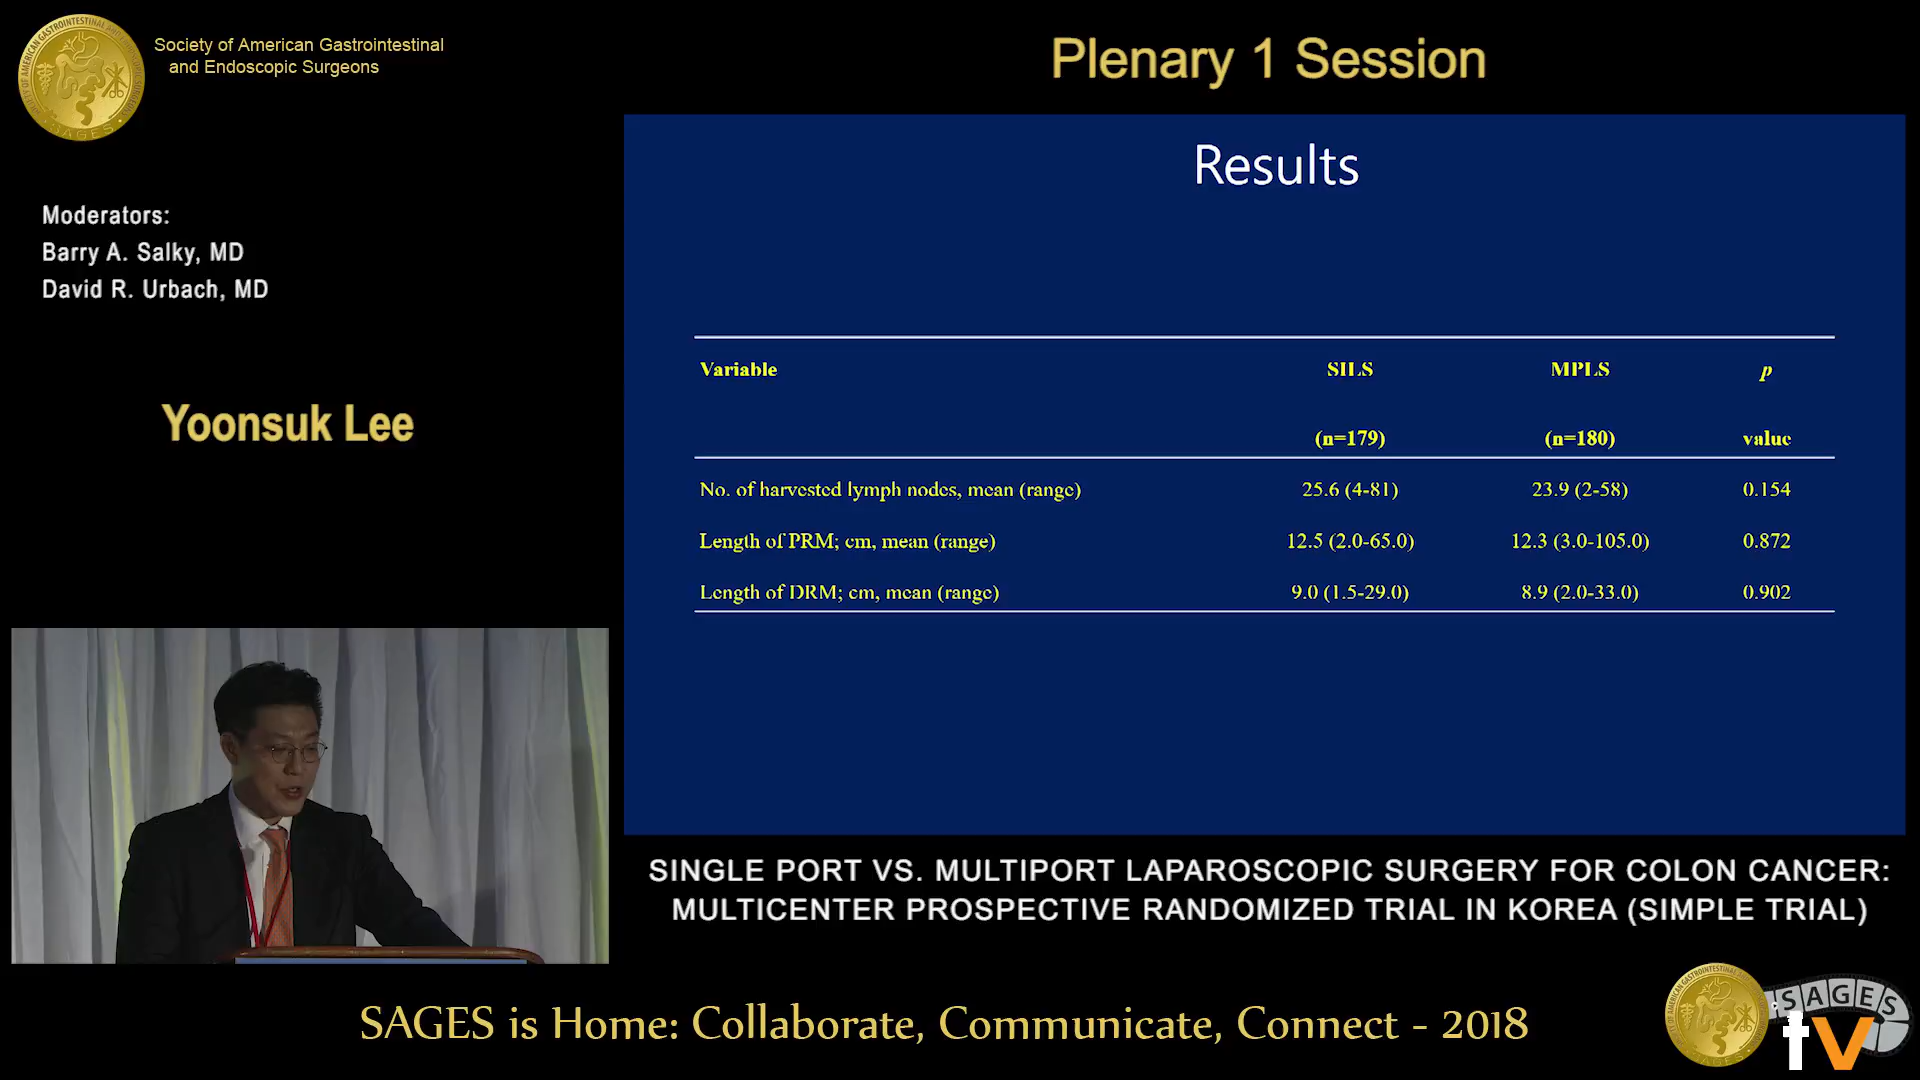 Society of American Gastrointestinal
and Endoscopic Surgeons
Plenary 1 Session
Moderators:
Barry A. Salky, MD
David R. Urbach, MD
Yoonsuk Lee
Results
Variable SILS MPLS p
(n=179) (n=180) value
No. of harvested lymph nodes, mean (range) 25.6 (4-81) 23.9 (2-58) 0.154
Length of PRM; cm, mean (range) 12.5 (2.0-65.0) 12.3 (3.0-105.0) 0.872
Length of DRM; cm, mean (range) 9.0 (1.5-29.0) 8.9 (2.0-33.0) 0.902
SINGLE PORT VS. MULTIPORT LAPAROSCOPIC SURGERY FOR COLON CANCER:
MULTICENTER PROSPECTIVE RANDOMIZED TRIAL IN KOREA (SIMPLE TRIAL)
SAGES is Home: Collaborate, Communicate, Connect - 2018
SAGES
tv